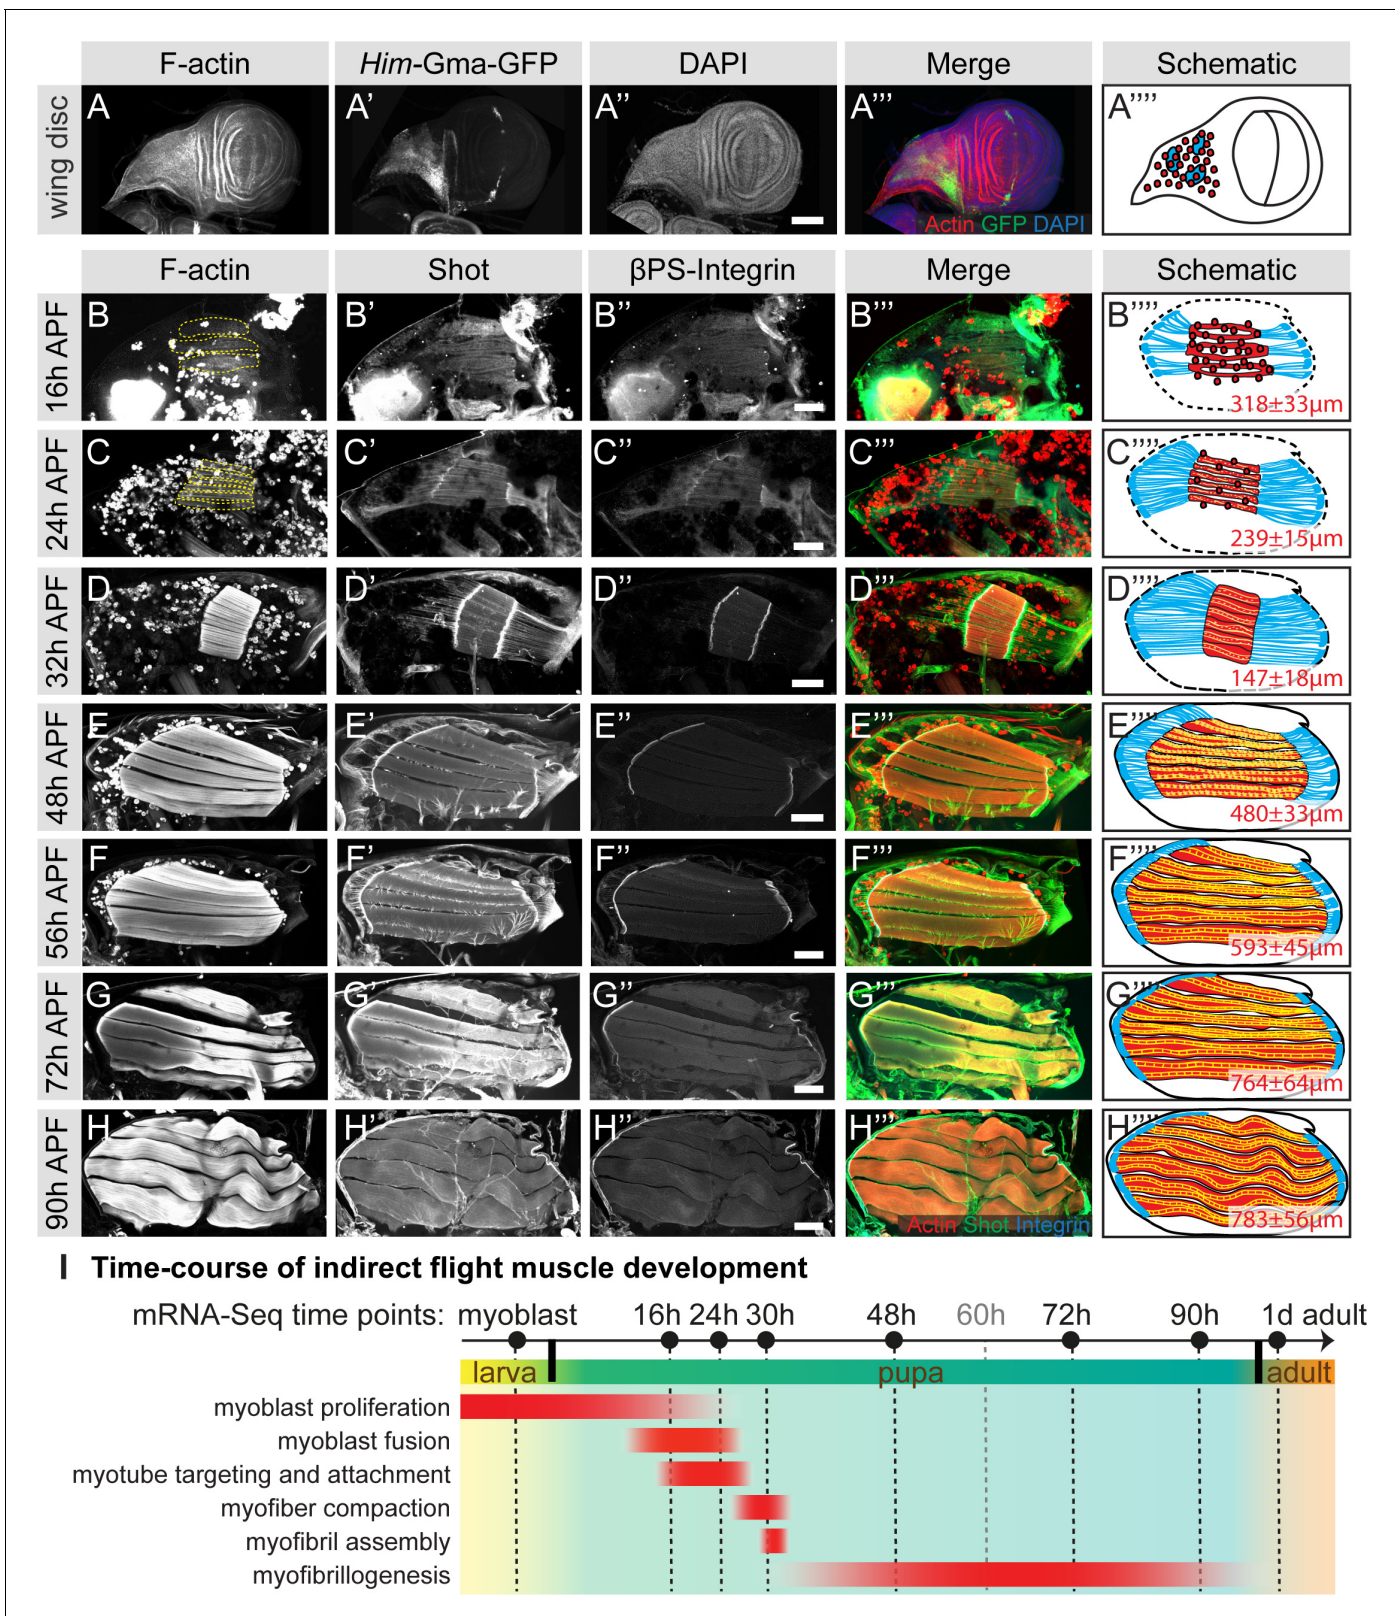 F-actin Him-Gma-GFP DAPI Merge Schematic
wing disc
A A' A'' A''' A''''
Actin GFP DAPI
F-actin Shot βPS-Integrin Merge Schematic
16h APF
B B' B'' B''' B''''
318±33µm
24h APF
C C' C'' C''' C''''
239±15µm
32h APF
D D' D'' D''' D''''
147±18µm
48h APF
E E' E'' E''' E''''
480±33µm
56h APF
F F' F'' F''' F''''
593±45µm
72h APF
G G' G'' G''' G''''
764±64µm
90h APF
H H' H'' H''' H''''
Actin Shot Integrin
783±56µm
I Time-course of indirect flight muscle development
mRNA-Seq time points: myoblast 16h 24h 30h 48h 60h 72h 90h 1d adult
larva pupa adult
myoblast proliferation
myoblast fusion
myotube targeting and attachment
myofiber compaction
myofibril assembly
myofibrillogenesis